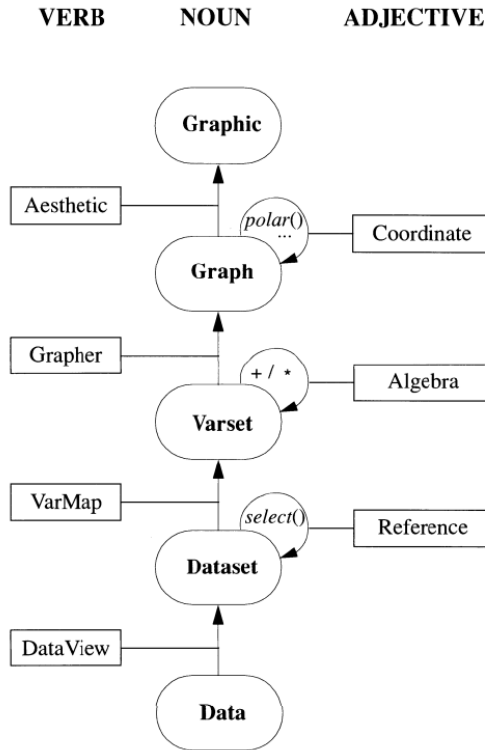 VERB NOUN ADJECTIVE
Graphic
Aesthetic
polar()
...
Coordinate
Graph
Grapher
+ / *
Algebra
Varset
VarMap
select()
Reference
Dataset
DataView
Data